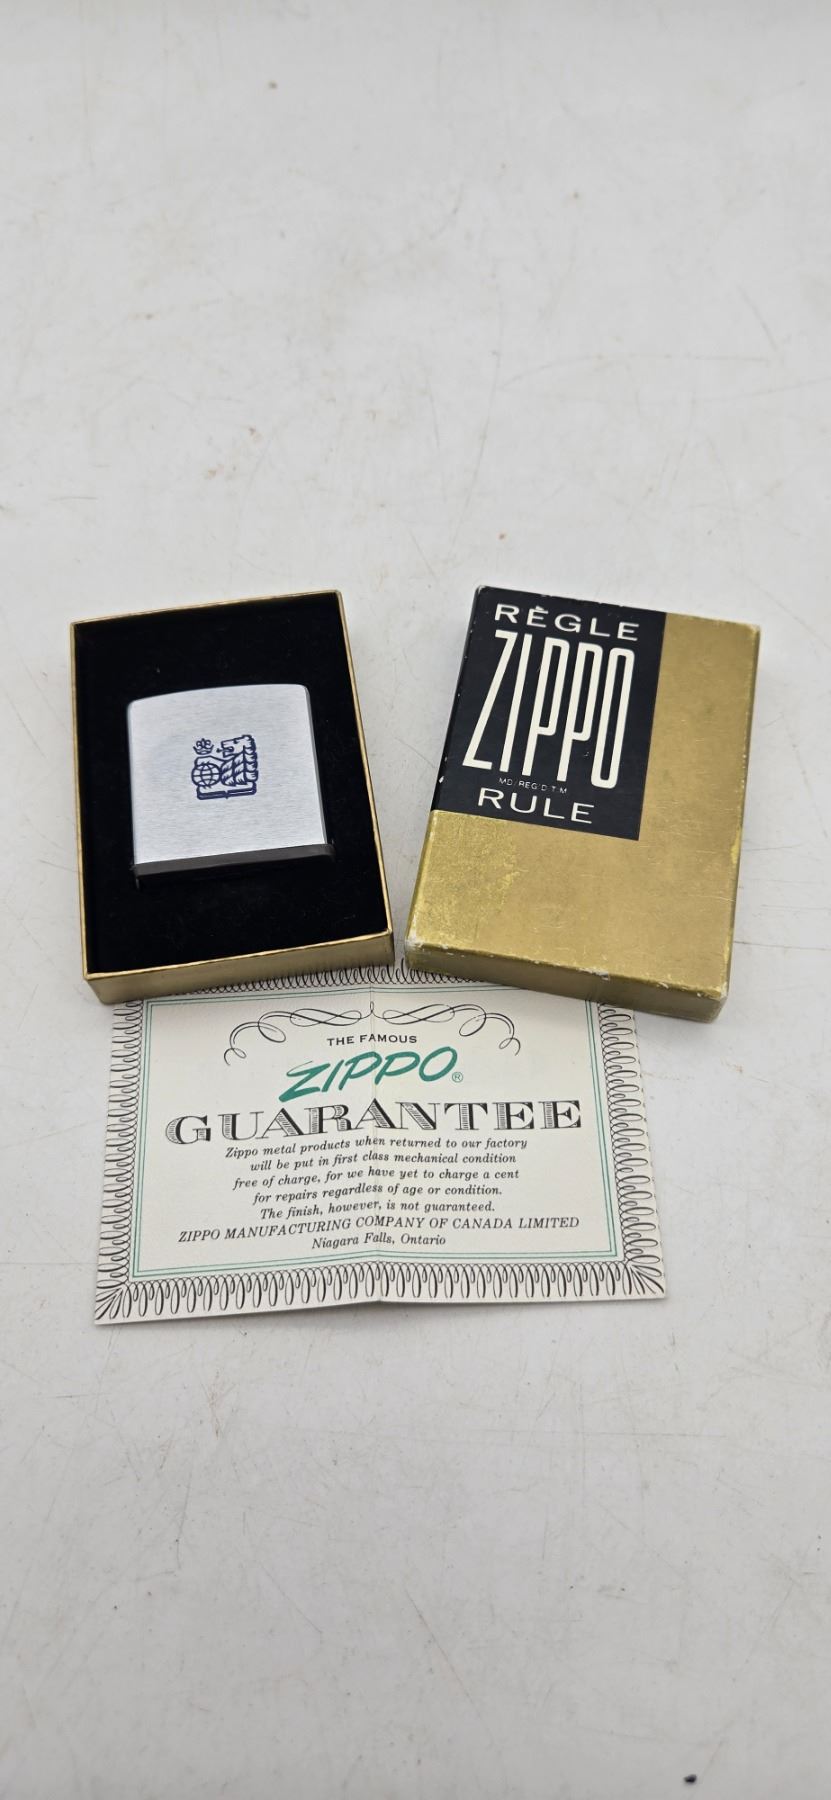 RÈGLE
ZIPPO
MD/REG'D T.M
RULE
THE FAMOUS
ZIPPO®
GUARANTEE
Zippo metal products when returned to our factory
will be put in first class mechanical condition
free of charge, for we have yet to charge a cent
for repairs regardless of age or condition.
The finish, however, is not guaranteed.
ZIPPO MANUFACTURING COMPANY OF CANADA LIMITED
Niagara Falls, Ontario